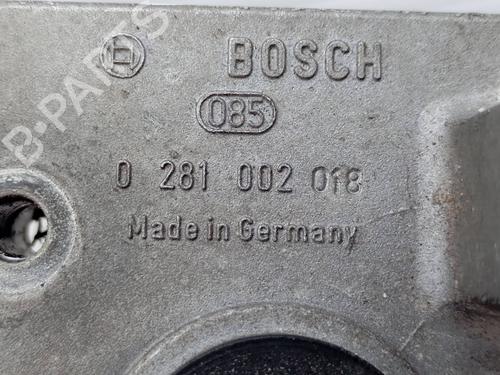 BOSCH
085
0 281 002 018
Made in Germany
B-PARTS